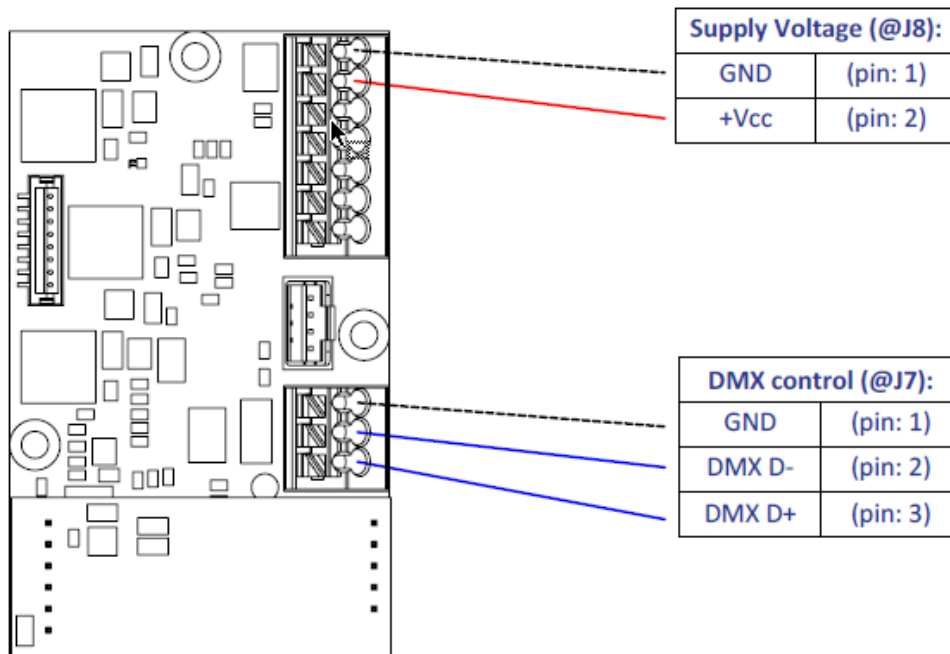 Supply Voltage (@J8):
GND (pin: 1)
+Vcc (pin: 2)
DMX control (@J7):
GND (pin: 1)
DMX D- (pin: 2)
DMX D+ (pin: 3)